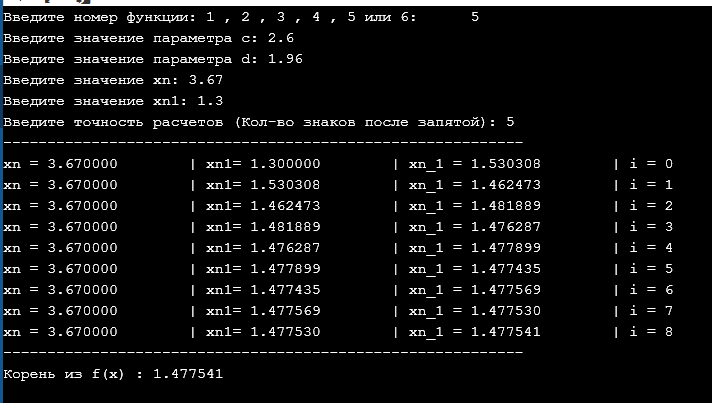 Введите номер функции: 1 , 2 , 3 , 4 , 5 или 6: 5
Введите значение параметра c: 2.6
Введите значение параметра d: 1.96
Введите значение xn: 3.67
Введите значение xn1: 1.3
Введите точность расчетов (Кол-во знаков после запятой): 5
-----------------------------------------------------------
xn = 3.670000 | xn1= 1.300000 | xn_1 = 1.530308 | i = 0
xn = 3.670000 | xn1= 1.530308 | xn_1 = 1.462473 | i = 1
xn = 3.670000 | xn1= 1.462473 | xn_1 = 1.481889 | i = 2
xn = 3.670000 | xn1= 1.481889 | xn_1 = 1.476287 | i = 3
xn = 3.670000 | xn1= 1.476287 | xn_1 = 1.477899 | i = 4
xn = 3.670000 | xn1= 1.477899 | xn_1 = 1.477435 | i = 5
xn = 3.670000 | xn1= 1.477435 | xn_1 = 1.477569 | i = 6
xn = 3.670000 | xn1= 1.477569 | xn_1 = 1.477530 | i = 7
xn = 3.670000 | xn1= 1.477530 | xn_1 = 1.477541 | i = 8
-----------------------------------------------------------
Корень из f(x) : 1.477541